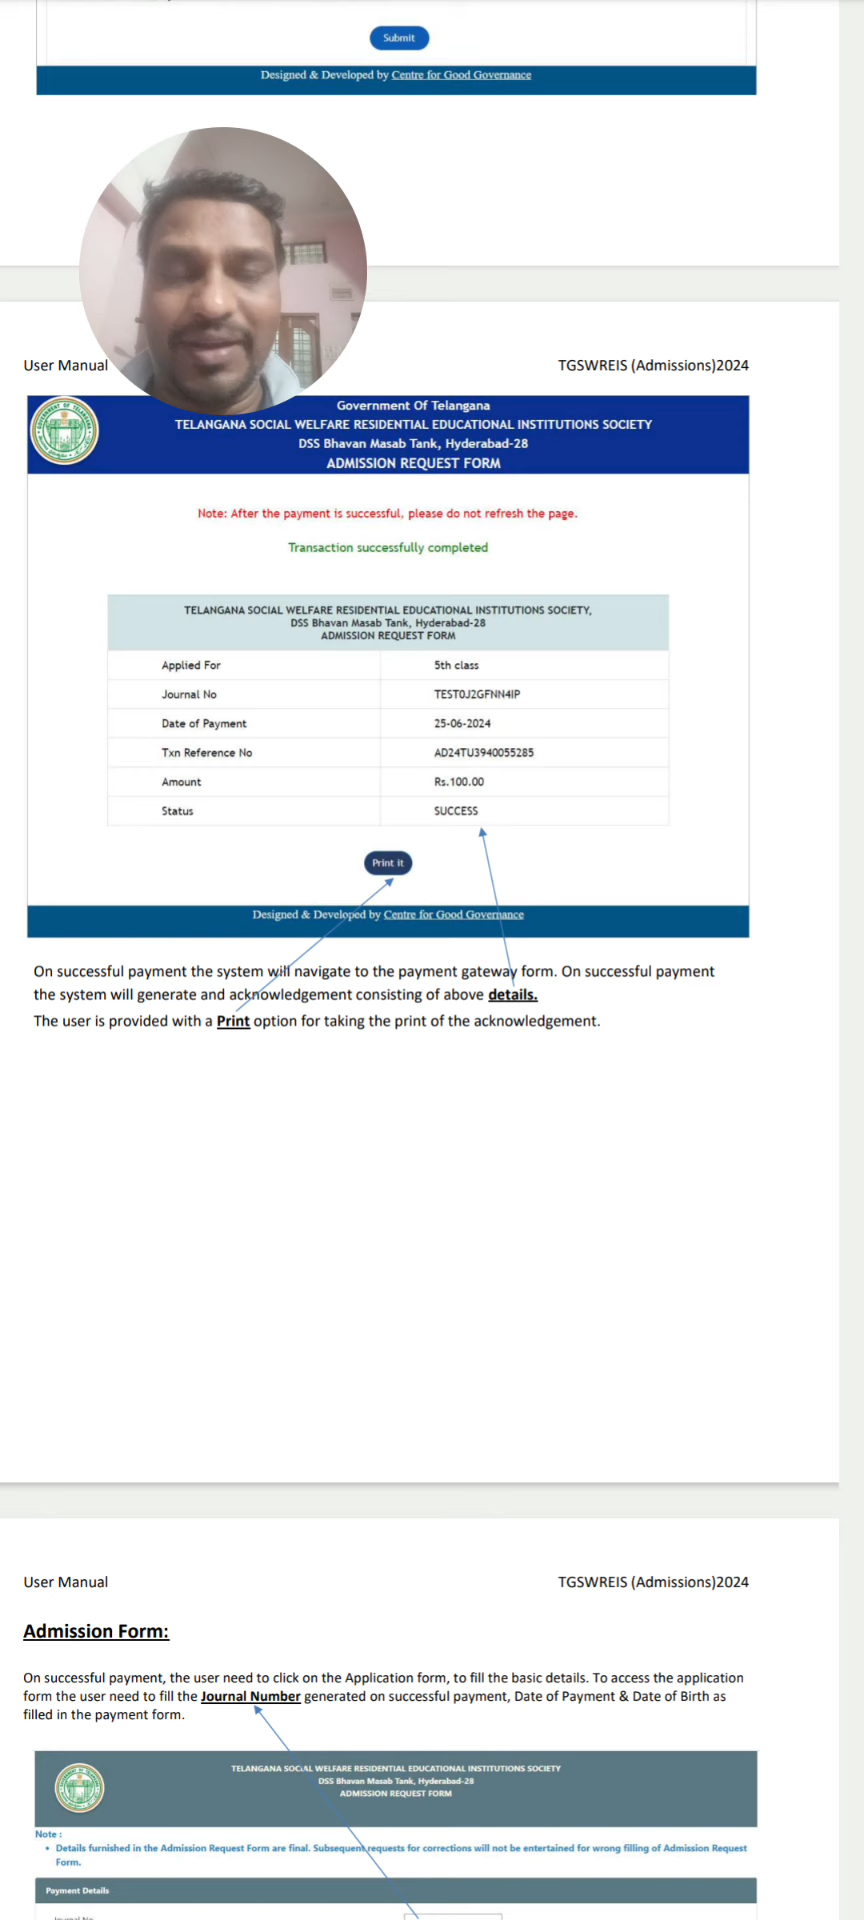 Submit
Designed & Developed by Centre for Good Governance
User Manual
TGSWREIS (Admissions)2024
Government Of Telangana
TELANGANA SOCIAL WELFARE RESIDENTIAL EDUCATIONAL INSTITUTIONS SOCIETY
DSS Bhavan Masab Tank, Hyderabad-28
ADMISSION REQUEST FORM
Note: After the payment is successful, please do not refresh the page.
Transaction successfully completed
TELANGANA SOCIAL WELFARE RESIDENTIAL EDUCATIONAL INSTITUTIONS SOCIETY,
DSS Bhavan Masab Tank, Hyderabad-28
ADMISSION REQUEST FORM
Applied For 5th class
Journal No TEST0J2GFNN4IP
Date of Payment 25-06-2024
Txn Reference No AD24TU3940055285
Amount Rs.100.00
Status SUCCESS
Print it
Designed & Developed by Centre for Good Governance
On successful payment the system will navigate to the payment gateway form. On successful payment
the system will generate and acknowledgement consisting of above details.
The user is provided with a Print option for taking the print of the acknowledgement.
User Manual
TGSWREIS (Admissions)2024
Admission Form:
On successful payment, the user need to click on the Application form, to fill the basic details. To access the application
form the user need to fill the Journal Number generated on successful payment, Date of Payment & Date of Birth as
filled in the payment form.
TELANGANA SOCIAL WELFARE RESIDENTIAL EDUCATIONAL INSTITUTIONS SOCIETY
DSS Bhavan Masab Tank, Hyderabad-28
ADMISSION REQUEST FORM
Note :
• Details furnished in the Admission Request Form are final. Subsequent requests for corrections will not be entertained for wrong filling of Admission Request
Form.
Payment Details